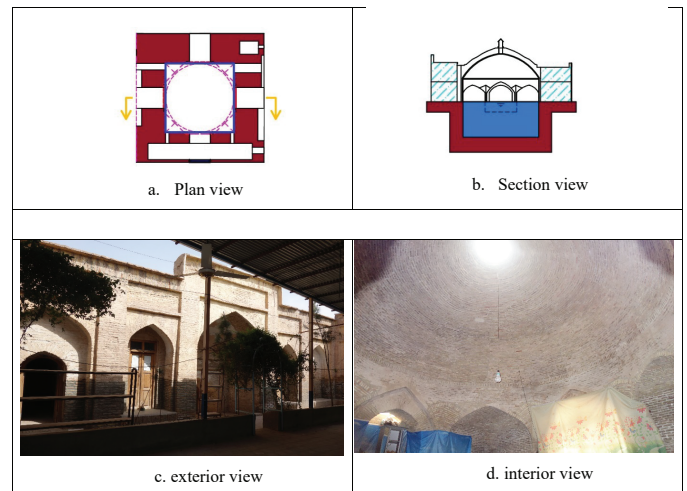 a. Plan view
b. Section view
c. exterior view
d. interior view